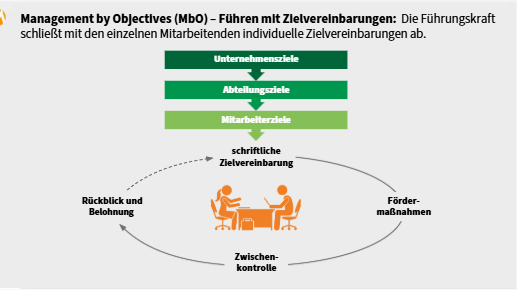 Management by Objectives (MbO) – Führen mit Zielvereinbarungen: Die Führungskraft
schließt mit den einzelnen Mitarbeitenden individuelle Zielvereinbarungen ab.
Unternehmensziele
Abteilungsziele
Mitarbeiterziele
schriftliche
Zielvereinbarung
Rückblick und
Belohnung
Förder-
maßnahmen
Zwischen-
kontrolle